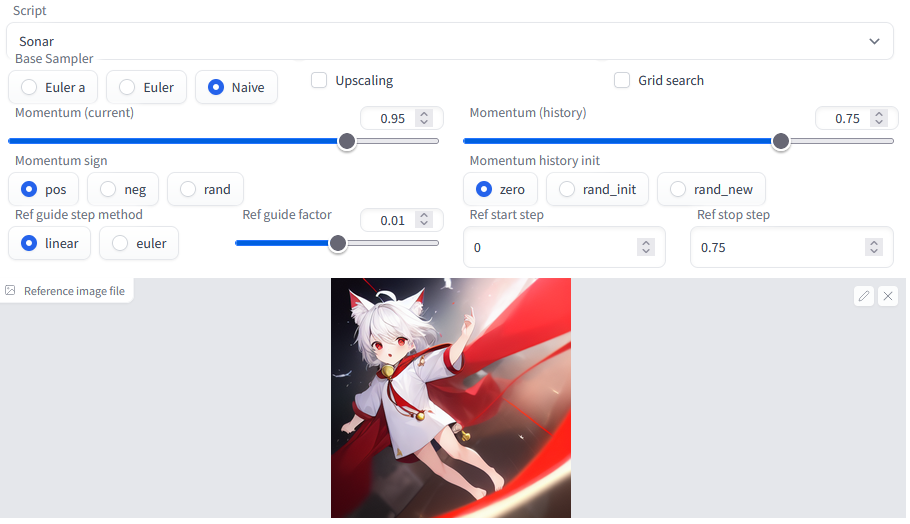 Script
Sonar
Base Sampler
Euler a
Euler
Naive
Upscaling
Grid search
Momentum (current)
0.95
Momentum (history)
0.75
Momentum sign
pos
neg
rand
Momentum history init
zero
rand_init
rand_new
Ref guide step method
linear
euler
Ref guide factor
0.01
Ref start step
0
Ref stop step
0.75
Reference image file